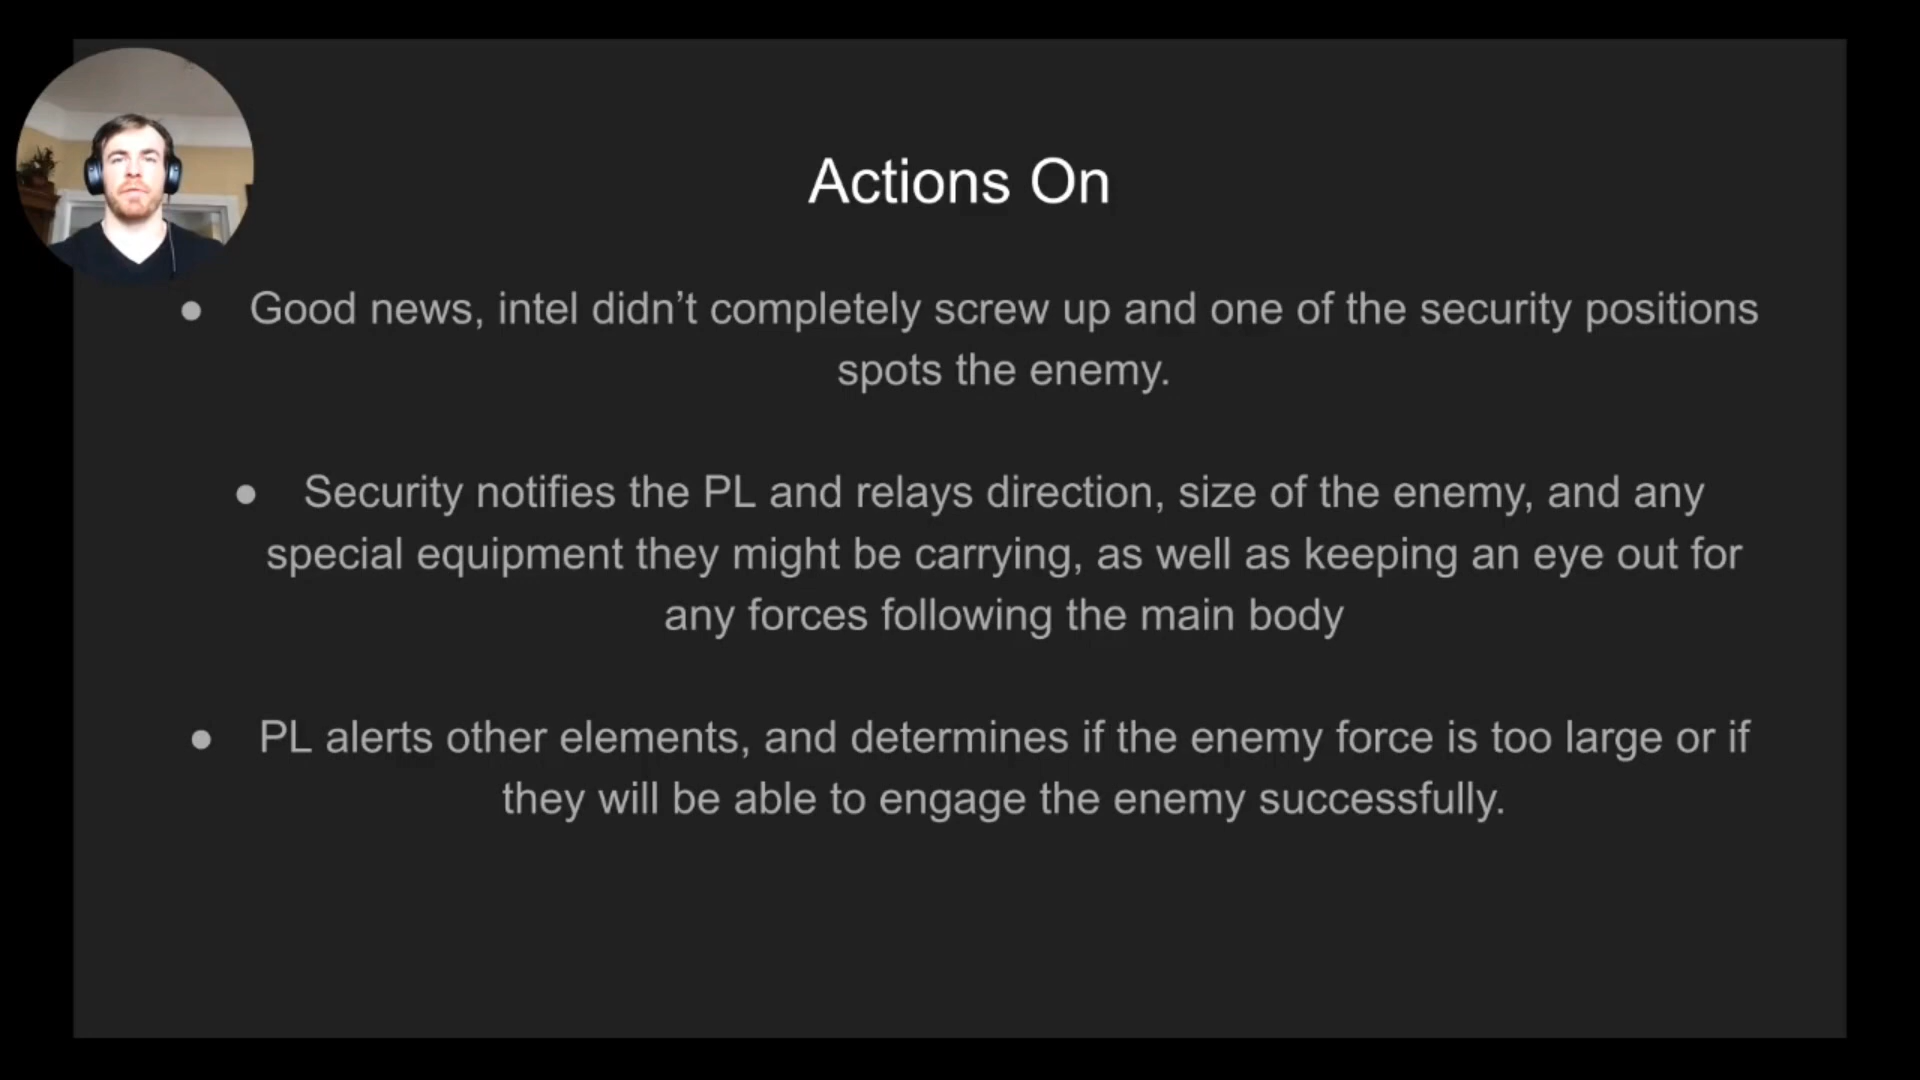 Actions On
● Good news, intel didn’t completely screw up and one of the security positions
spots the enemy.
● Security notifies the PL and relays direction, size of the enemy, and any
special equipment they might be carrying, as well as keeping an eye out for
any forces following the main body
● PL alerts other elements, and determines if the enemy force is too large or if
they will be able to engage the enemy successfully.